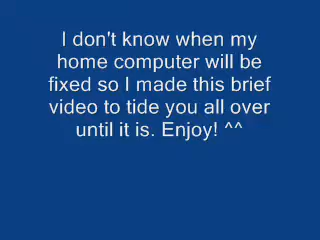 I don't know when my
home computer will be
fixed so I made this brief
video to tide you all over
until it is. Enjoy! ^^